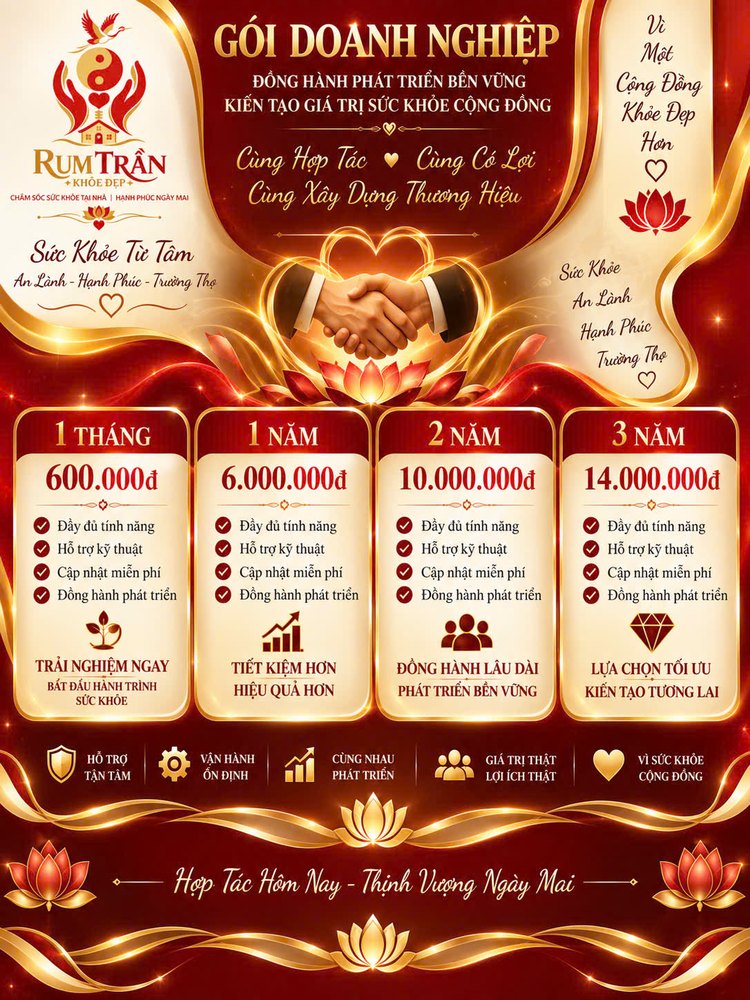 RUM TRẦN
KHỎE ĐẸP
CHĂM SÓC SỨC KHỎE TẠI NHÀ | HẠNH PHÚC NGÀY MAI
Sức Khỏe Từ Tâm
An Lành - Hạnh Phúc - Trường Thọ
GÓI DOANH NGHIỆP
ĐỒNG HÀNH PHÁT TRIỂN BỀN VỮNG
KIẾN TẠO GIÁ TRỊ SỨC KHỎE CỘNG ĐỒNG
Cùng Hợp Tác Cùng Có Lợi
Cùng Xây Dựng Thương Hiệu
Vì
Một
Cộng Đồng
Khỏe Đẹp
Hơn
Sức Khỏe
An Lành
Hạnh Phúc
Trường Thọ
1 THÁNG
600.000đ
Đầy đủ tính năng
Hỗ trợ kỹ thuật
Cập nhật miễn phí
Đồng hành phát triển
TRẢI NGHIỆM NGAY
BẮT ĐẦU HÀNH TRÌNH
SỨC KHỎE
1 NĂM
6.000.000đ
Đầy đủ tính năng
Hỗ trợ kỹ thuật
Cập nhật miễn phí
Đồng hành phát triển
TIẾT KIỆM HƠN
HIỆU QUẢ HƠN
2 NĂM
10.000.000đ
Đầy đủ tính năng
Hỗ trợ kỹ thuật
Cập nhật miễn phí
Đồng hành phát triển
ĐỒNG HÀNH LÂU DÀI
PHÁT TRIỂN BỀN VỮNG
3 NĂM
14.000.000đ
Đầy đủ tính năng
Hỗ trợ kỹ thuật
Cập nhật miễn phí
Đồng hành phát triển
LỰA CHỌN TỐI ƯU
KIẾN TẠO TƯƠNG LAI
HỖ TRỢ
TẬN TÂM
VẬN HÀNH
ỔN ĐỊNH
CÙNG NHAU
PHÁT TRIỂN
GIÁ TRỊ THẬT
LỢI ÍCH THẬT
VÌ SỨC KHỎE
CỘNG ĐỒNG
Hợp Tác Hôm Nay - Thịnh Vượng Ngày Mai